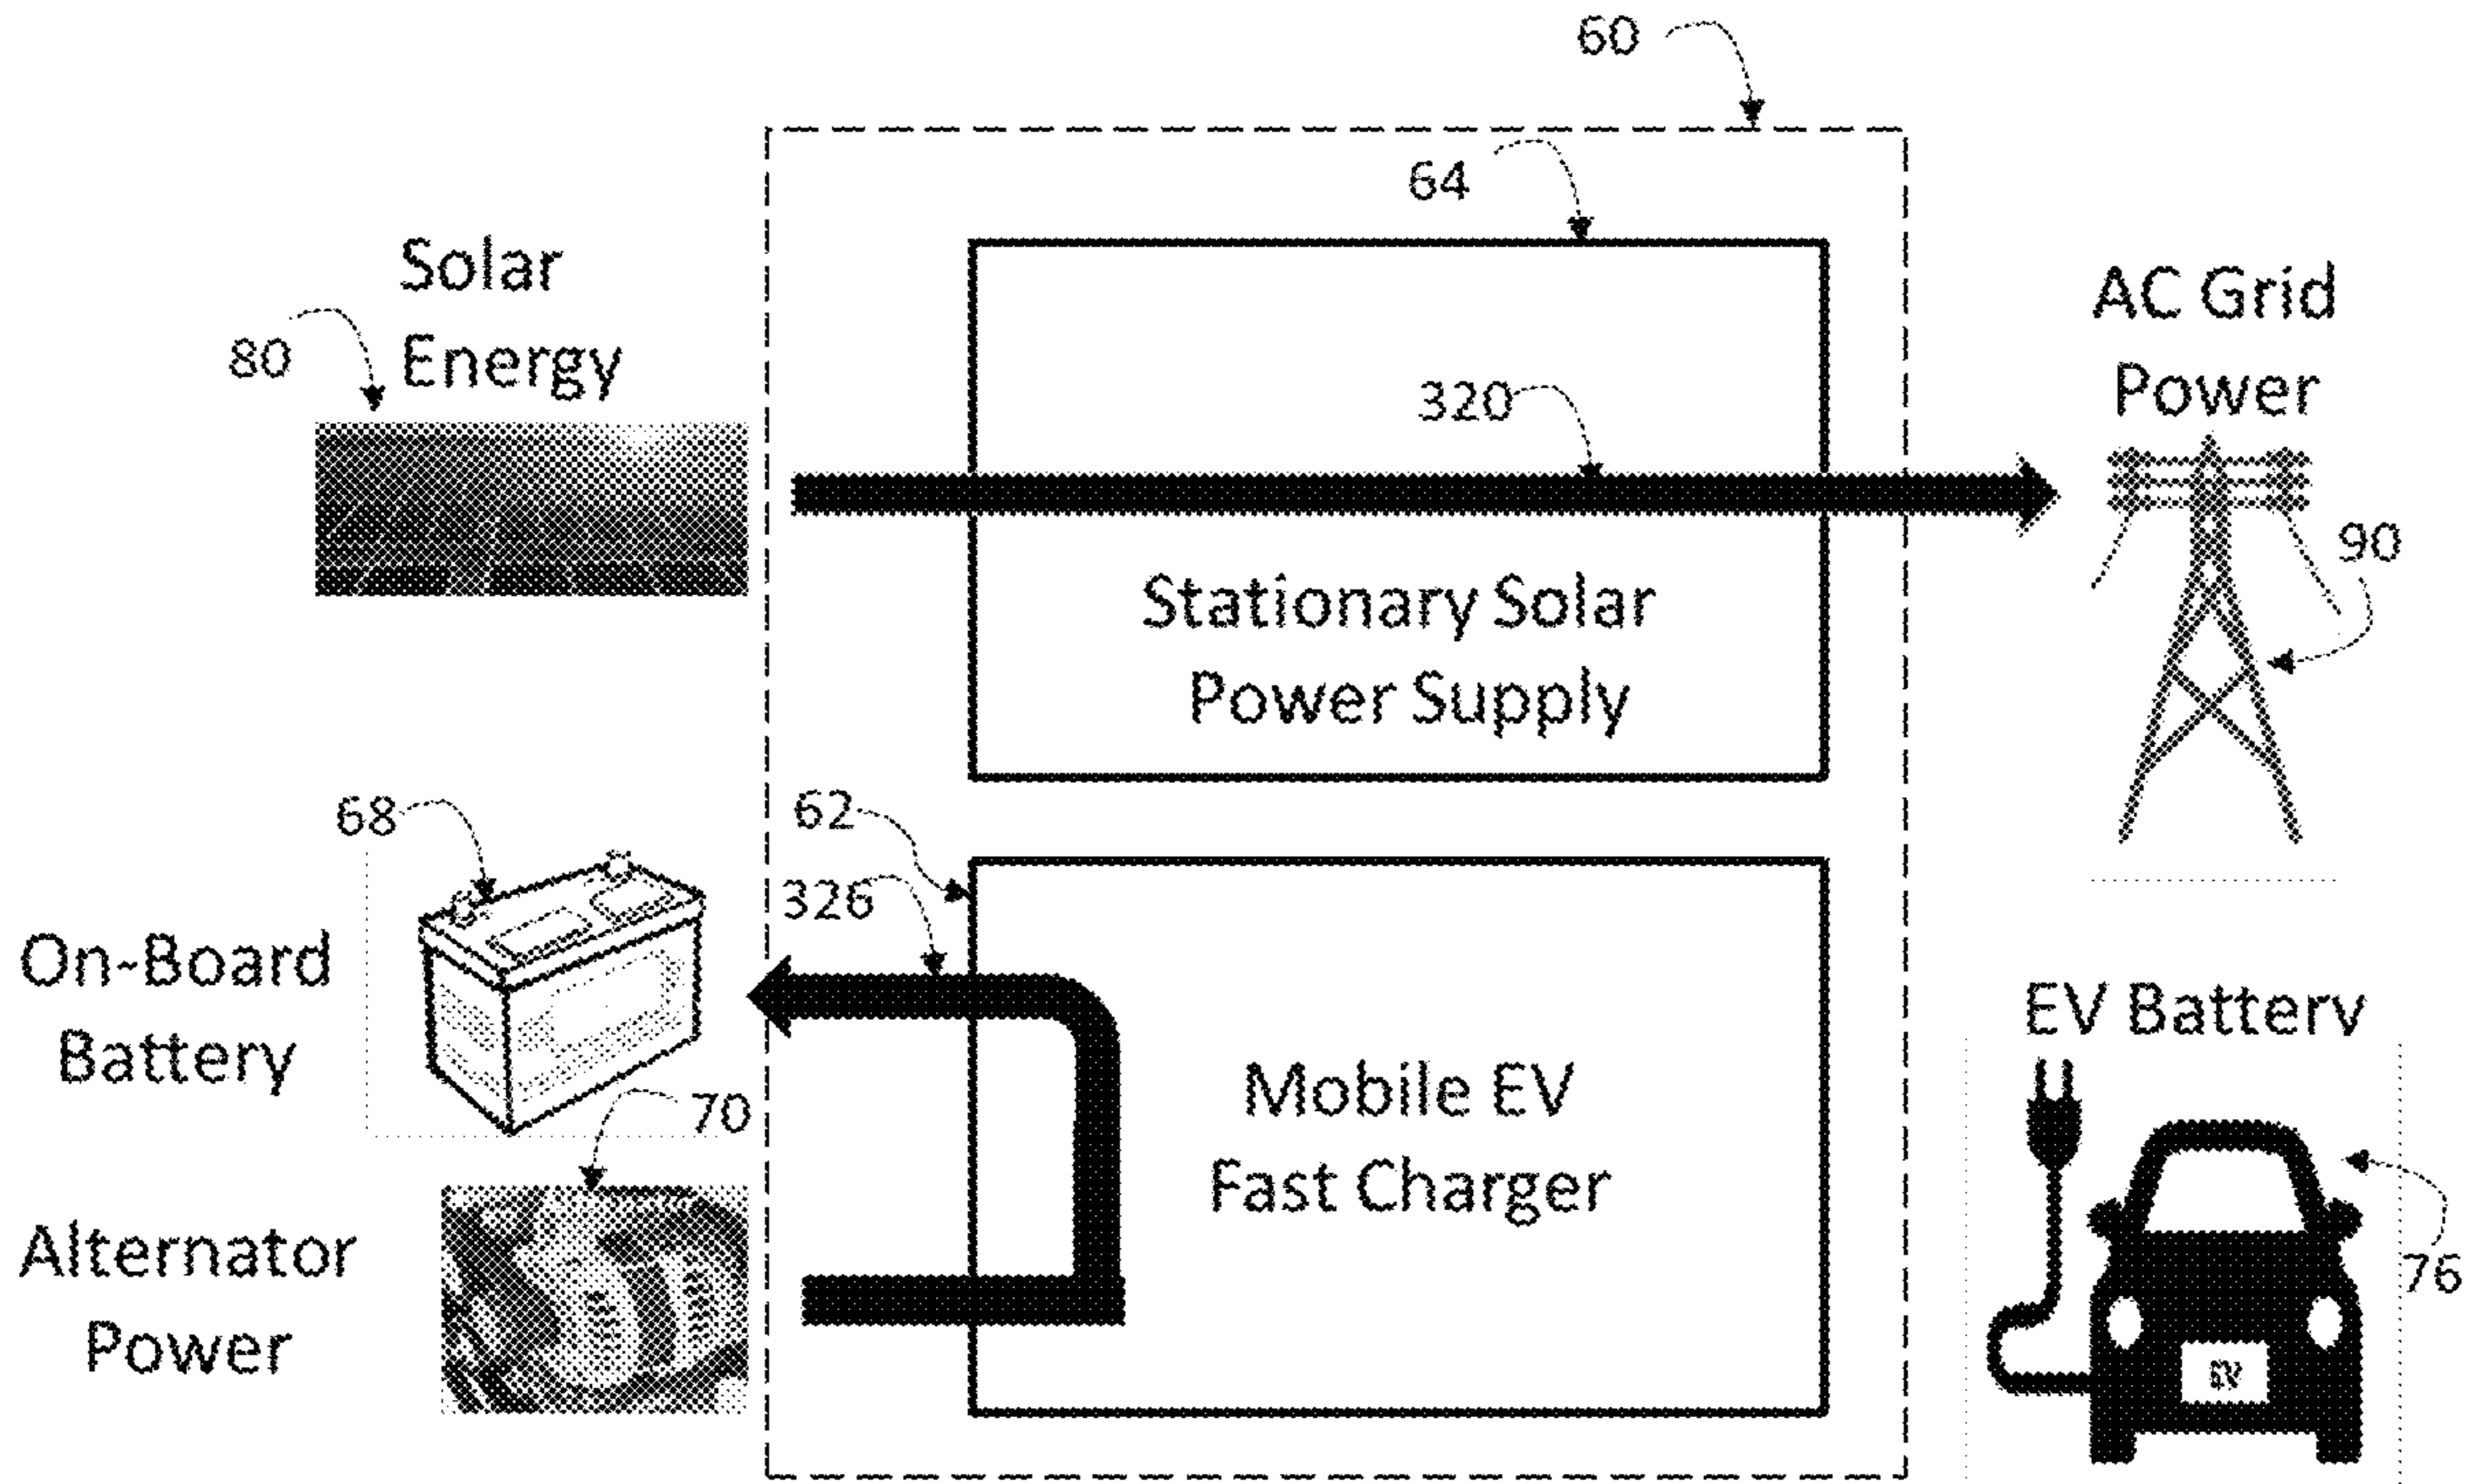 60
64
Solar
Energy
80
320
AC Grid
Power
90
Stationary Solar
Power Supply
68
62
326
On-Board
Battery
70
EV Battery
Mobile EV
Fast Charger
76
Alternator
Power
EV